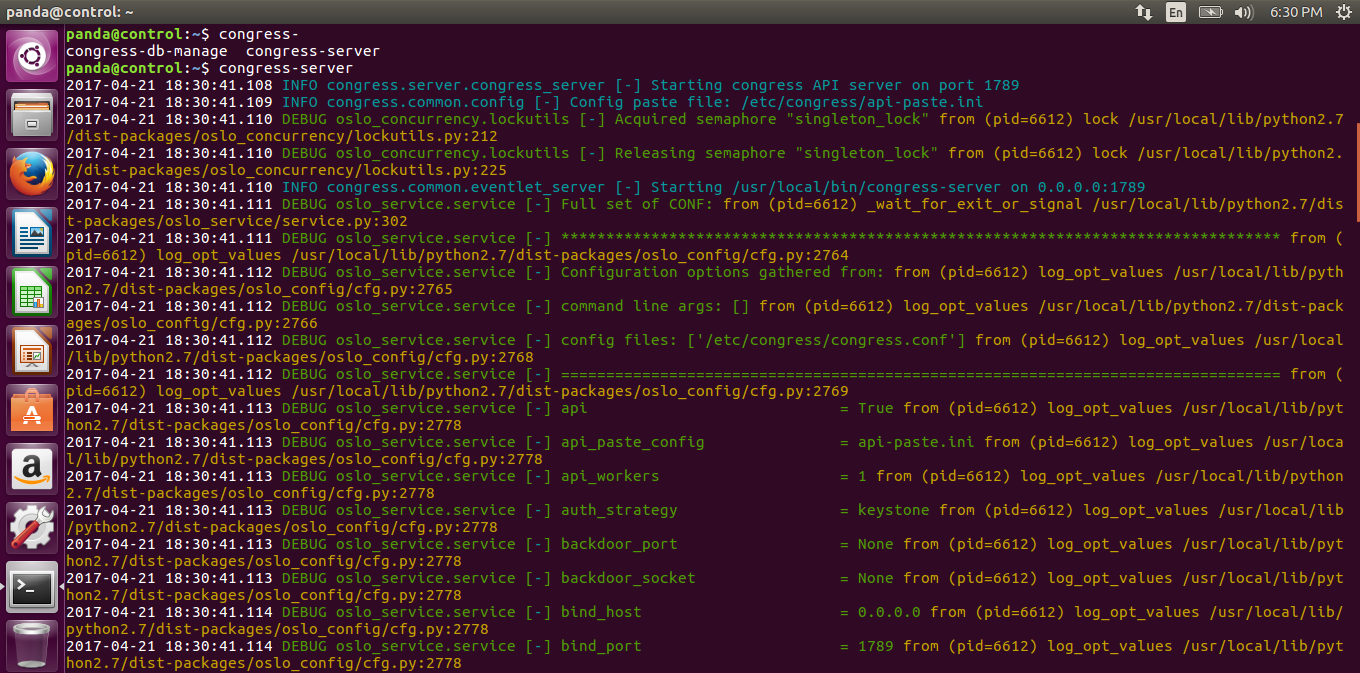 panda@control: ~
En
6:30 PM
panda@control:~$ congress-
congress-db-manage  congress-server
panda@control:~$ congress-server
2017-04-21 18:30:41.108 INFO congress.server.congress_server [-] Starting congress API server on port 1789
2017-04-21 18:30:41.109 INFO congress.common.config [-] Config paste file: /etc/congress/api-paste.ini
2017-04-21 18:30:41.110 DEBUG oslo_concurrency.lockutils [-] Acquired semaphore "singleton_lock" from (pid=6612) lock /usr/local/lib/python2.7
/dist-packages/oslo_concurrency/lockutils.py:212
2017-04-21 18:30:41.110 DEBUG oslo_concurrency.lockutils [-] Releasing semaphore "singleton_lock" from (pid=6612) lock /usr/local/lib/python2.
7/dist-packages/oslo_concurrency/lockutils.py:225
2017-04-21 18:30:41.110 INFO congress.common.eventlet_server [-] Starting /usr/local/bin/congress-server on 0.0.0.0:1789
2017-04-21 18:30:41.111 DEBUG oslo_service.service [-] Full set of CONF: from (pid=6612) _wait_for_exit_or_signal /usr/local/lib/python2.7/dis
t-packages/oslo_service/service.py:302
2017-04-21 18:30:41.111 DEBUG oslo_service.service [-] ******************************************************************************** from (
pid=6612) log_opt_values /usr/local/lib/python2.7/dist-packages/oslo_config/cfg.py:2764
2017-04-21 18:30:41.112 DEBUG oslo_service.service [-] Configuration options gathered from: from (pid=6612) log_opt_values /usr/local/lib/pyth
on2.7/dist-packages/oslo_config/cfg.py:2765
2017-04-21 18:30:41.112 DEBUG oslo_service.service [-] command line args: [] from (pid=6612) log_opt_values /usr/local/lib/python2.7/dist-pack
ages/oslo_config/cfg.py:2766
2017-04-21 18:30:41.112 DEBUG oslo_service.service [-] config files: ['/etc/congress/congress.conf'] from (pid=6612) log_opt_values /usr/local
/lib/python2.7/dist-packages/oslo_config/cfg.py:2768
2017-04-21 18:30:41.112 DEBUG oslo_service.service [-] ================================================================================ from (
pid=6612) log_opt_values /usr/local/lib/python2.7/dist-packages/oslo_config/cfg.py:2769
2017-04-21 18:30:41.113 DEBUG oslo_service.service [-] api                            = True from (pid=6612) log_opt_values /usr/local/lib/pyt
hon2.7/dist-packages/oslo_config/cfg.py:2778
2017-04-21 18:30:41.113 DEBUG oslo_service.service [-] api_paste_config               = api-paste.ini from (pid=6612) log_opt_values /usr/loca
l/lib/python2.7/dist-packages/oslo_config/cfg.py:2778
2017-04-21 18:30:41.113 DEBUG oslo_service.service [-] api_workers                    = 1 from (pid=6612) log_opt_values /usr/local/lib/python
2.7/dist-packages/oslo_config/cfg.py:2778
2017-04-21 18:30:41.113 DEBUG oslo_service.service [-] auth_strategy                  = keystone from (pid=6612) log_opt_values /usr/local/lib
/python2.7/dist-packages/oslo_config/cfg.py:2778
2017-04-21 18:30:41.113 DEBUG oslo_service.service [-] backdoor_port                  = None from (pid=6612) log_opt_values /usr/local/lib/pyt
hon2.7/dist-packages/oslo_config/cfg.py:2778
2017-04-21 18:30:41.113 DEBUG oslo_service.service [-] backdoor_socket                = None from (pid=6612) log_opt_values /usr/local/lib/pyt
hon2.7/dist-packages/oslo_config/cfg.py:2778
2017-04-21 18:30:41.114 DEBUG oslo_service.service [-] bind_host                      = 0.0.0.0 from (pid=6612) log_opt_values /usr/local/lib/
python2.7/dist-packages/oslo_config/cfg.py:2778
2017-04-21 18:30:41.114 DEBUG oslo_service.service [-] bind_port                      = 1789 from (pid=6612) log_opt_values /usr/local/lib/pyt
hon2.7/dist-packages/oslo_config/cfg.py:2778